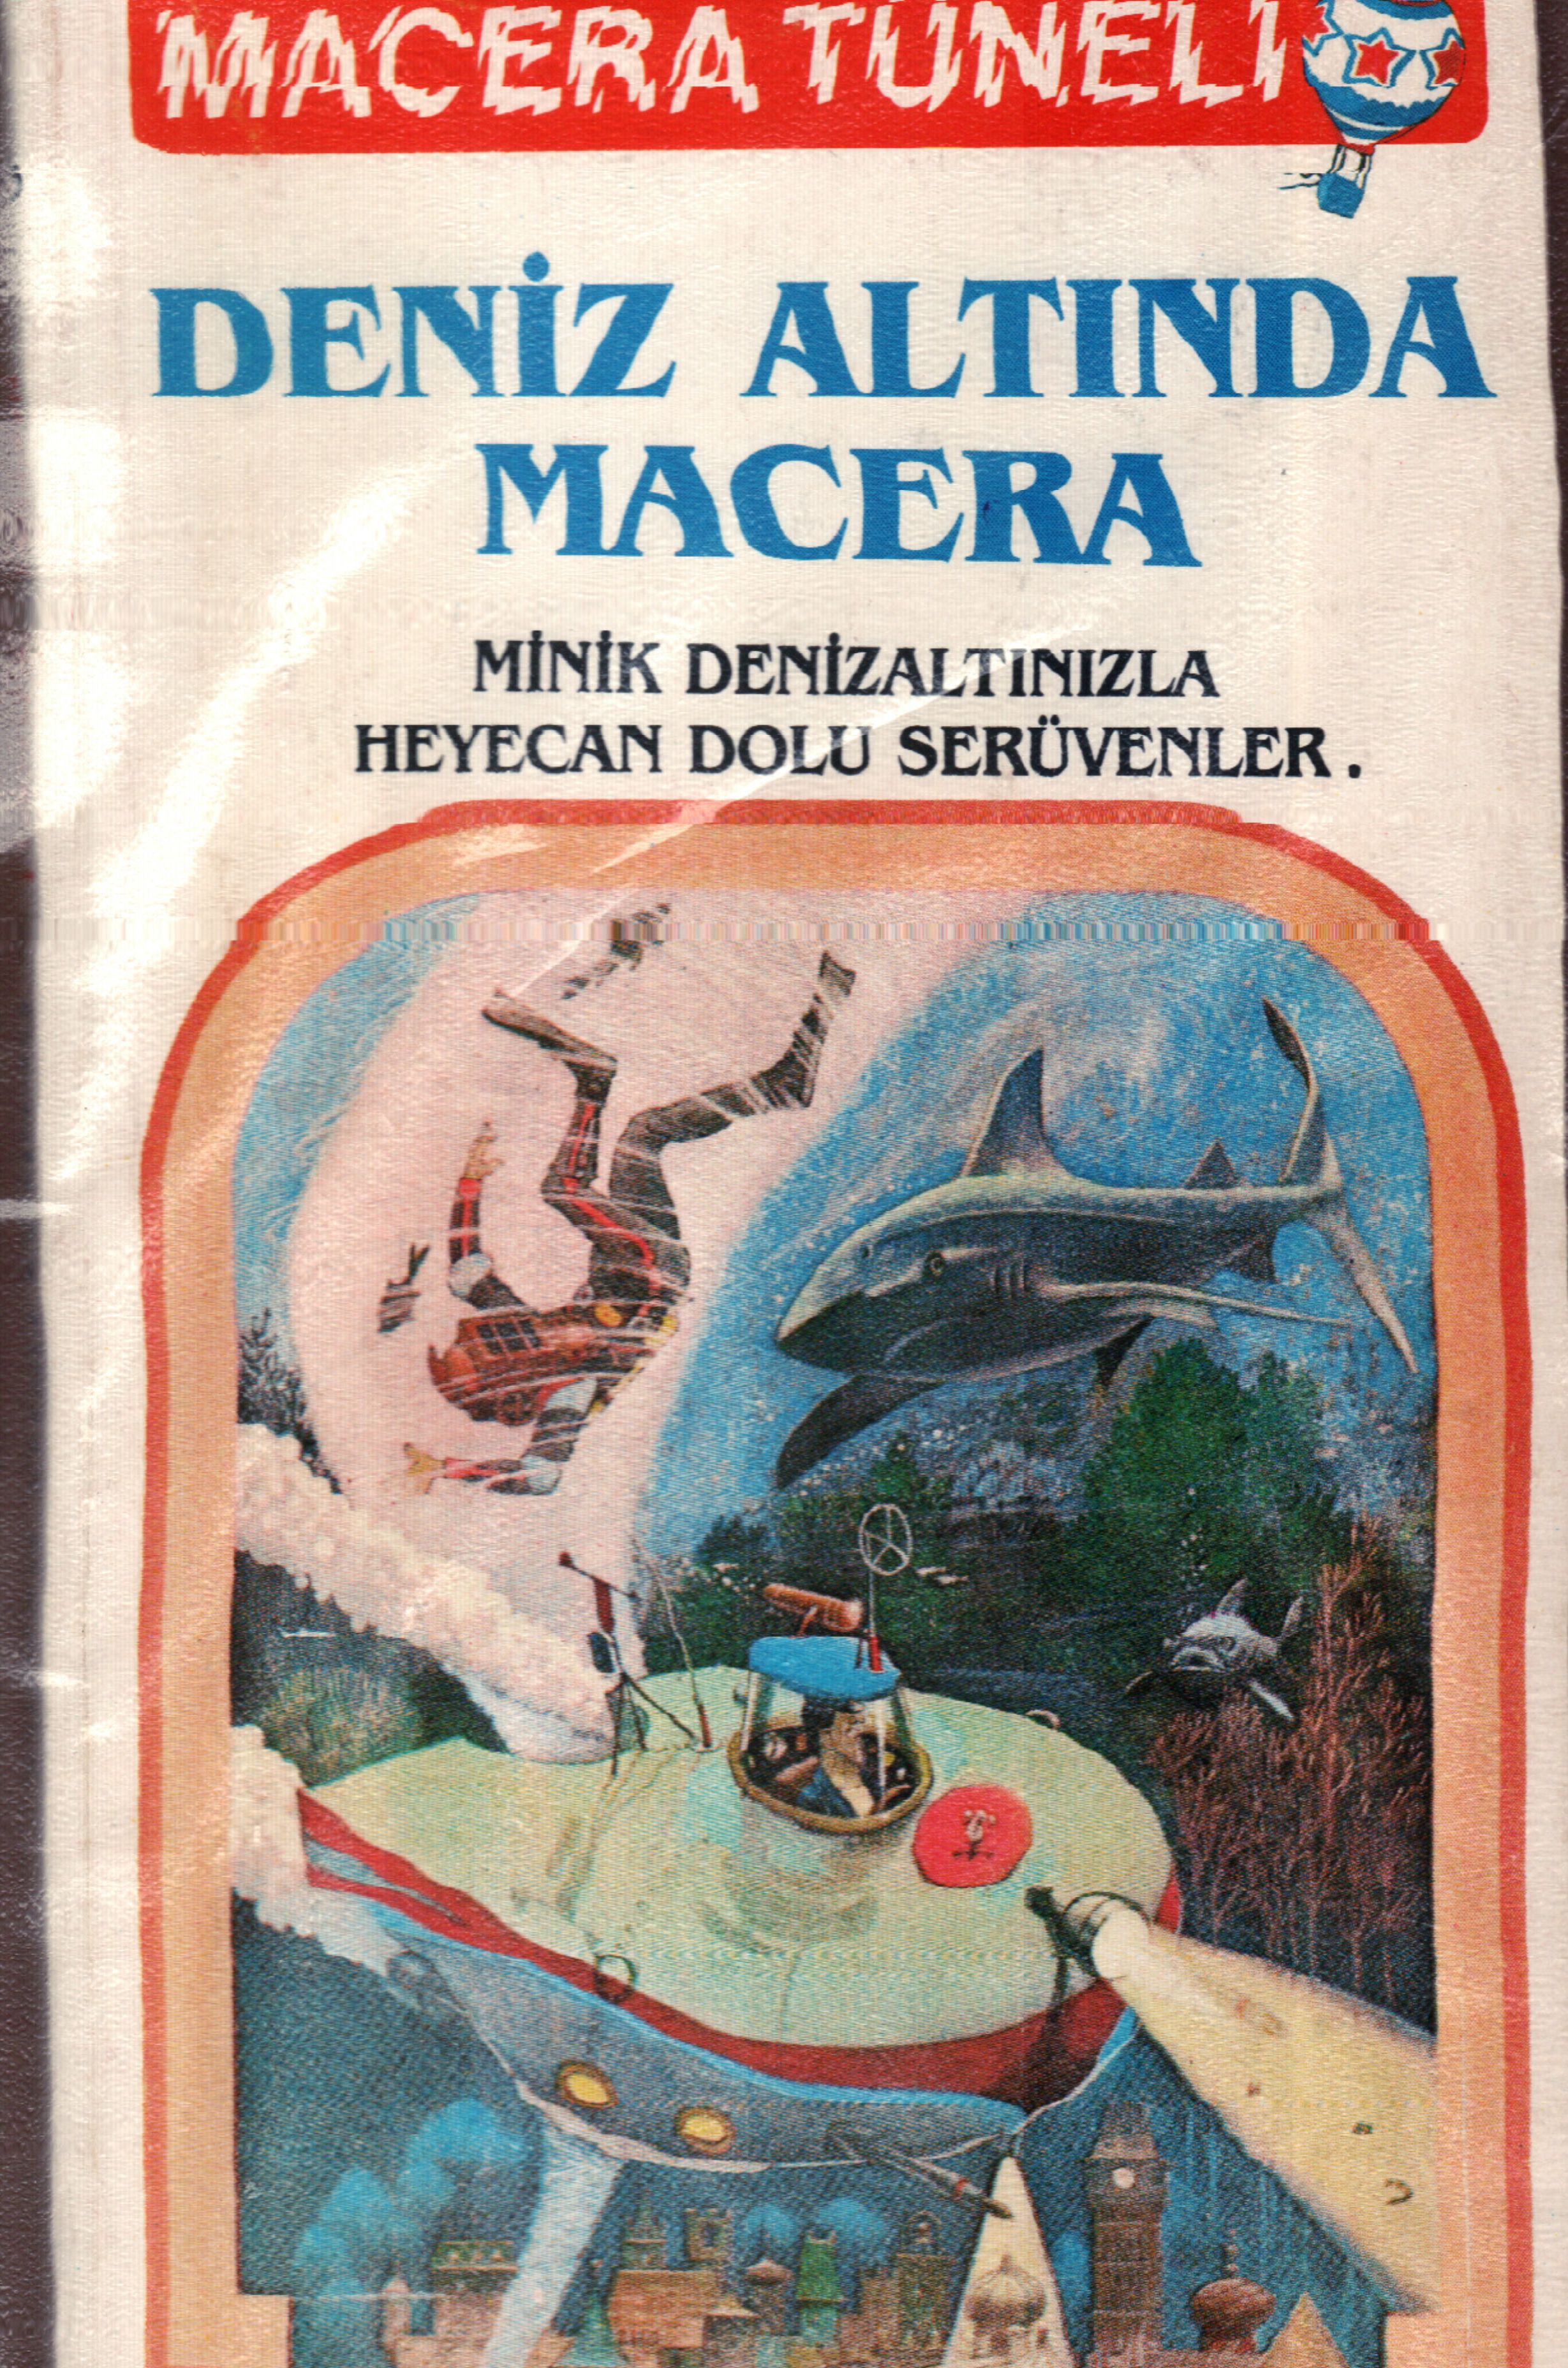 MACERA TÜNELİ
DENİZ ALTINDA
MACERA
MİNİK DENİZALTINIZLA
HEYECAN DOLU SERÜVENLER.